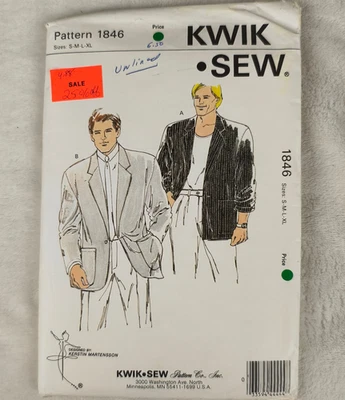 Pattern 1846
Sizes: S-M-L-XL
Price
KWIK
•SEW®
unlined
SALE
A
B
1846
Sizes: S-M-L-XL
Price
DESIGNED BY:
KERSTIN MARTENSSON
®
KWIK•SEW Pattern Co., Inc.
3000 Washington Ave. North
Minneapolis, MN 55411-1699 U.S.A.
0